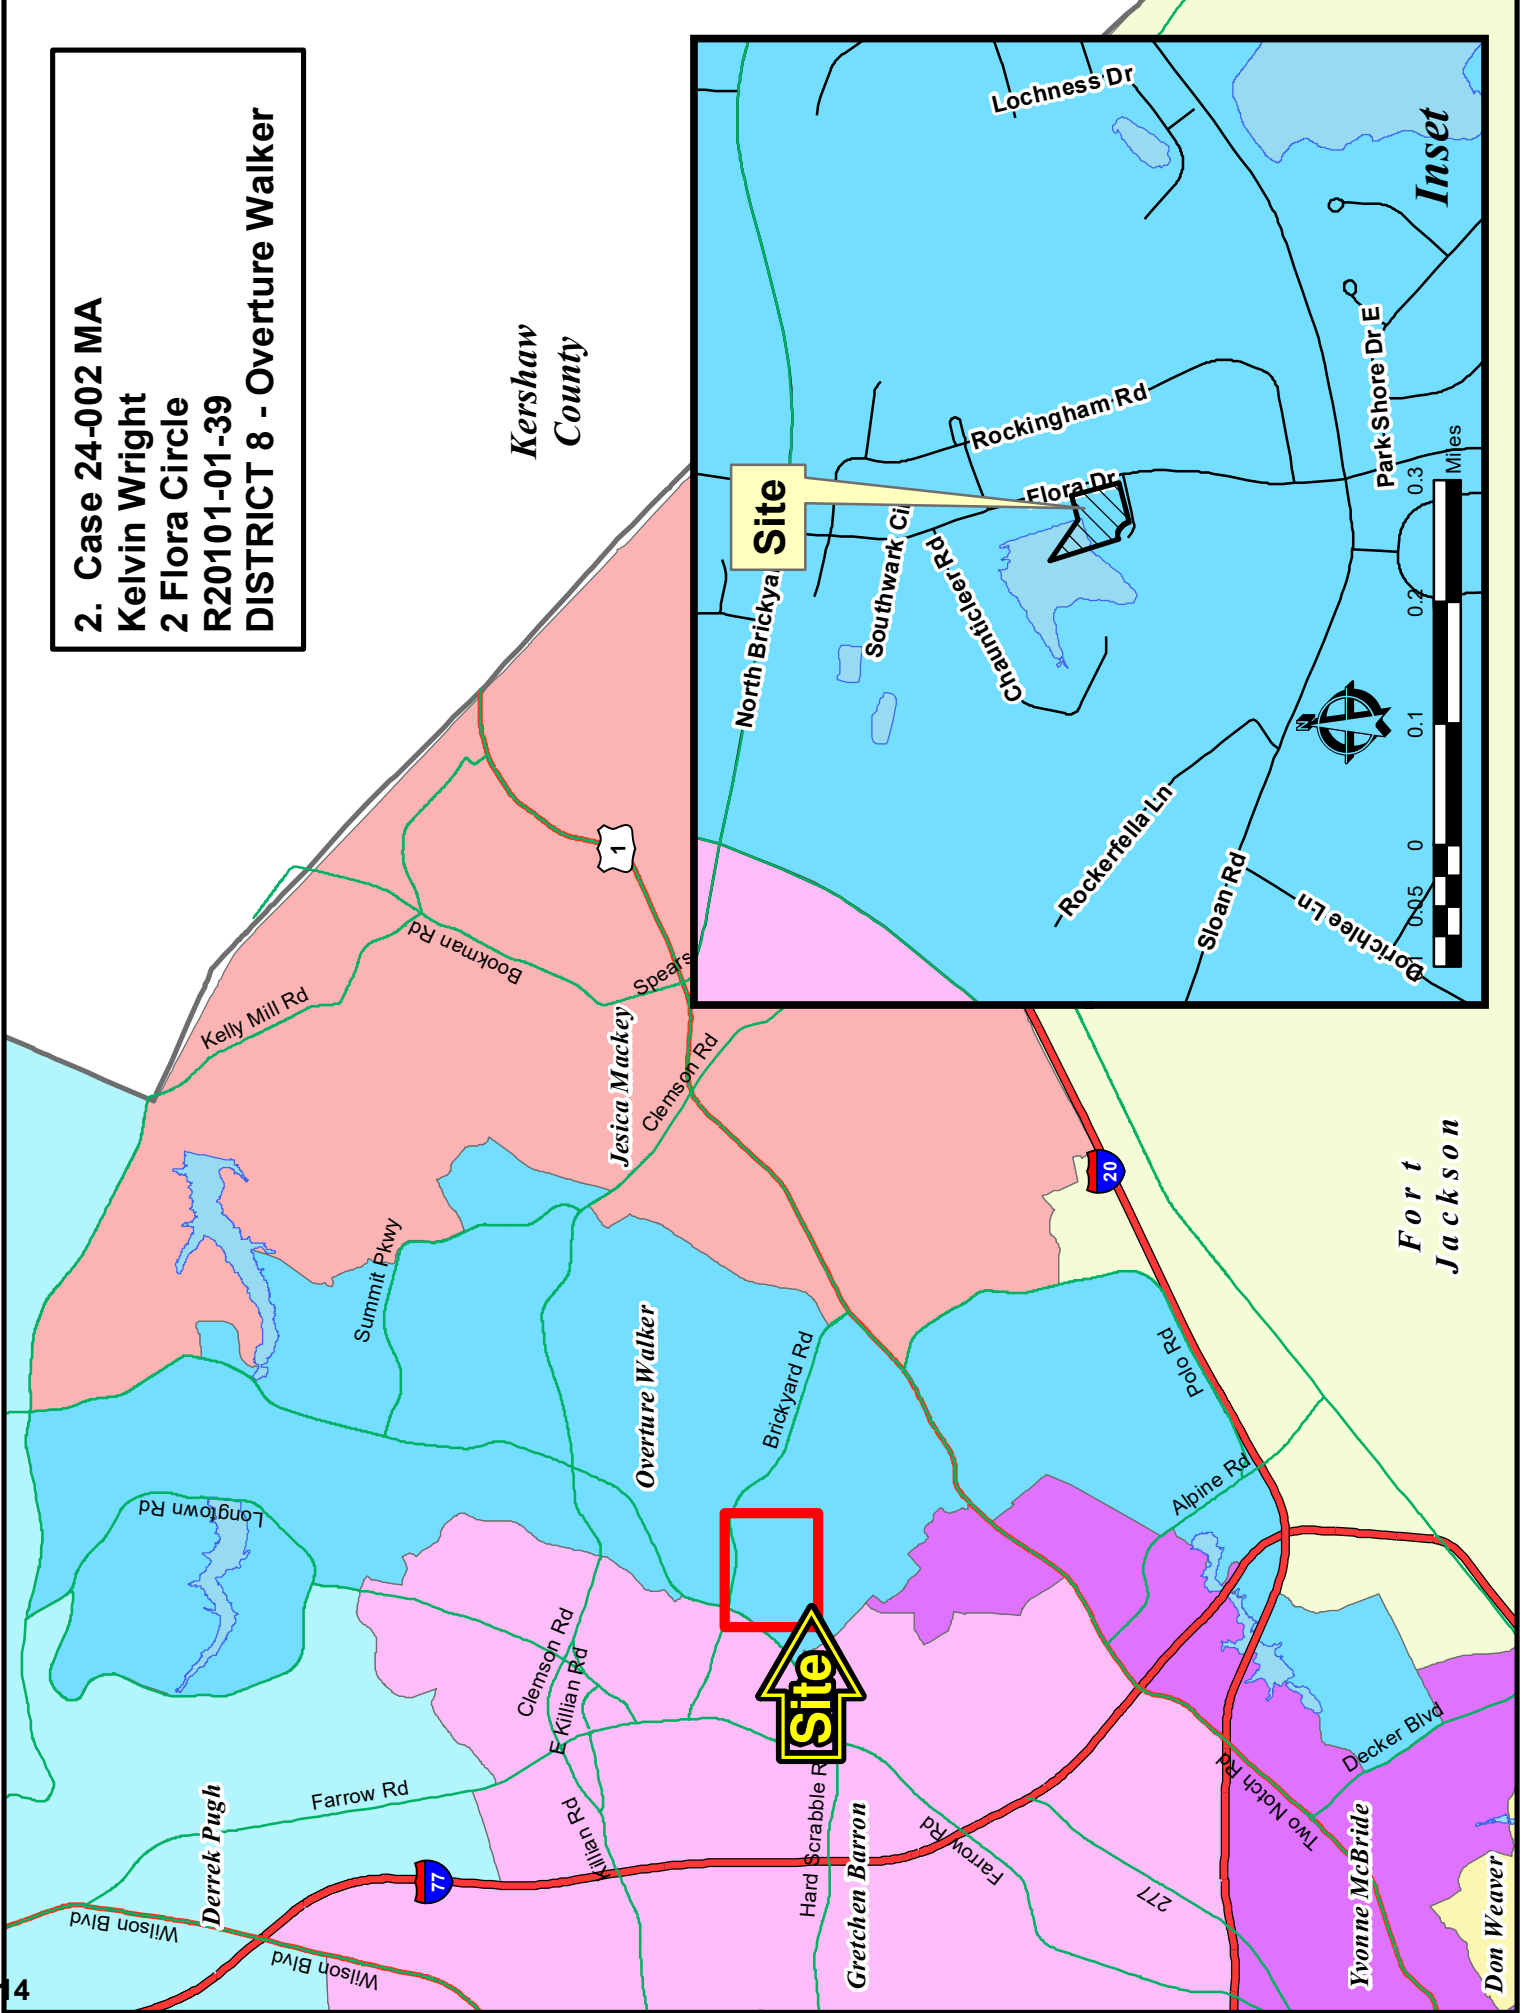 2. Case 24-002 MA
Kelvin Wright
2 Flora Circle
R20101-01-39
DISTRICT 8 - Overture Walker
Kershaw
County
Kelly Mill Rd
Bookman Rd
Spears
1
Jesica Mackey
Clemson Rd
Summit Pkwy
Overture Walker
Brickyard Rd
Longtown Rd
Polo Rd
Alpine Rd
20
Fort
Jackson
Clemson Rd
E Killian Rd
Killian Rd
Farrow Rd
Derrek Pugh
77
Wilson Blvd
Wilson Blvd
Site
Hard Scrabble R
Gretchen Barron
Farrow Rd
277
Two Notch Rd
Decker Blvd
Yvonne McBride
Don Weaver
14
Inset
Site
North Brickya
Southwark Ci
Chaunticleer Rd
Flora Dr
Rockingham Rd
Lochness Dr
Park Shore Dr E
Rockerfella Ln
Sloan Rd
Dorichlee Ln
N
0.05 0 0.1 0.2 0.3
Miles